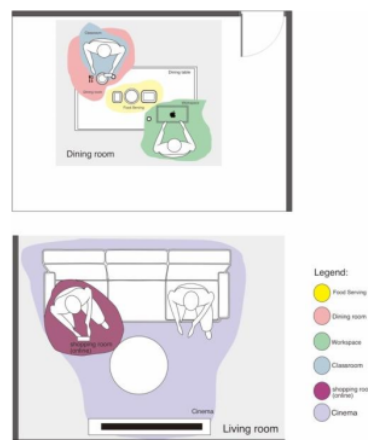 Classroom
Dining table
Dining room
Food Serving
Workspace
Dining room
Legend:
Food Serving
Dining room
Workspace
Classroom
shopping room
(online)
shopping roo
(online)
Cinema
Cinema
Living room